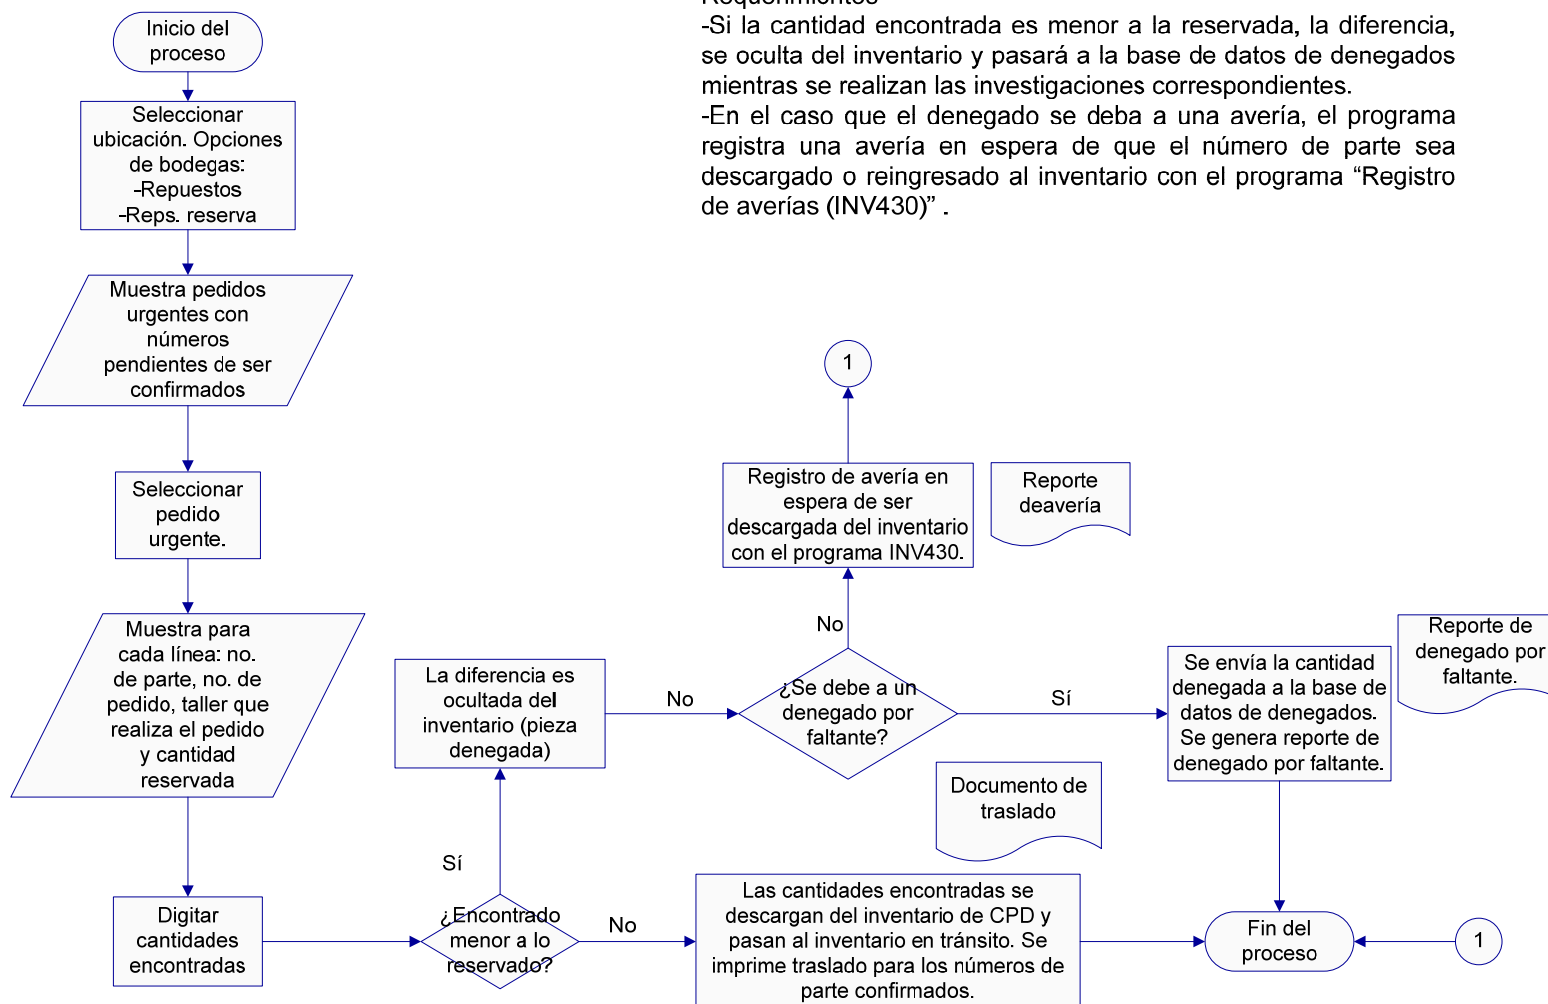 Requerimientos
-Si la cantidad encontrada es menor a la reservada, la diferencia,
se oculta del inventario y pasará a la base de datos de denegados
mientras se realizan las investigaciones correspondientes.
-En el caso que el denegado se deba a una avería, el programa
registra una avería en espera de que el número de parte sea
descargado o reingresado al inventario con el programa “Registro
de averías (INV430)” .
Inicio del
proceso
Seleccionar
ubicación. Opciones
de bodegas:
-Repuestos
-Reps. reserva
Muestra pedidos
urgentes con
números
pendientes de ser
confirmados
Seleccionar
pedido
urgente.
Muestra para
cada línea: no.
de parte, no. de
pedido, taller que
realiza el pedido
y cantidad
reservada
Digitar
cantidades
encontradas
¿Encontrado
menor a lo
reservado?
Sí
No
La diferencia es
ocultada del
inventario (pieza
denegada)
No
¿Se debe a un
denegado por
faltante?
No
Sí
Registro de avería en
espera de ser
descargada del inventario
con el programa INV430.
1
Reporte
deavería
Se envía la cantidad
denegada a la base de
datos de denegados.
Se genera reporte de
denegado por faltante.
Reporte de
denegado por
faltante.
Documento de
traslado
Las cantidades encontradas se
descargan del inventario de CPD y
pasan al inventario en tránsito. Se
imprime traslado para los números de
parte confirmados.
Fin del
proceso
1